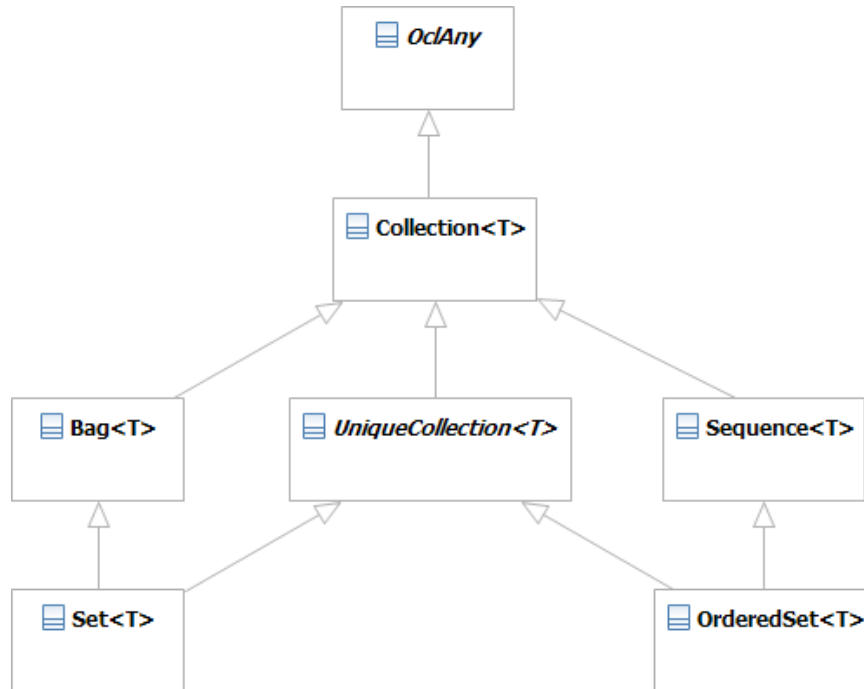 OclAny
Collection<T>
Bag<T>
UniqueCollection<T>
Sequence<T>
Set<T>
OrderedSet<T>